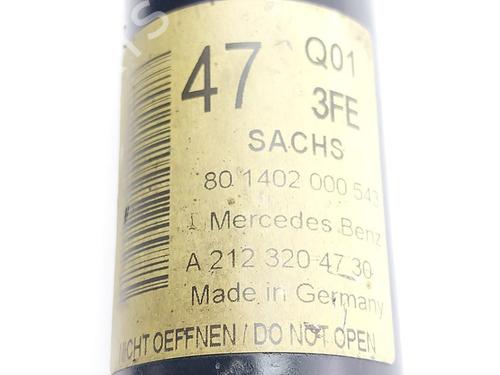 47 Q01
3FE
SACHS
80 1402 000 543
Mercedes Benz
A 212 320 47 30
Made in Germany
NICHT OEFFNEN / DO NOT OPEN